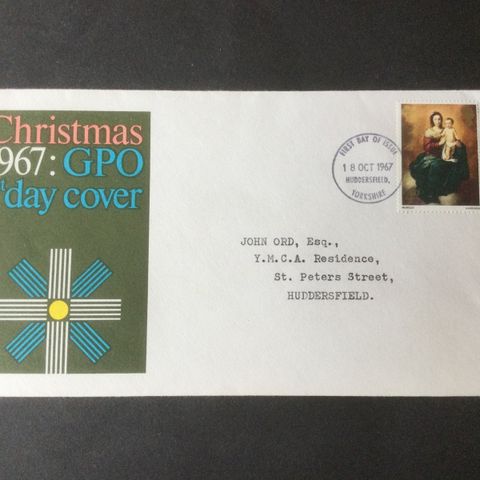 Christmas
967: GPO
t day cover
FIRST DAY OF ISSUE
18 OCT 1967
HUDDERSFIELD,
YORKSHIRE
JOHN ORD, Esq.,
Y.M.C.A. Residence,
St. Peters Street,
HUDDERSFIELD.